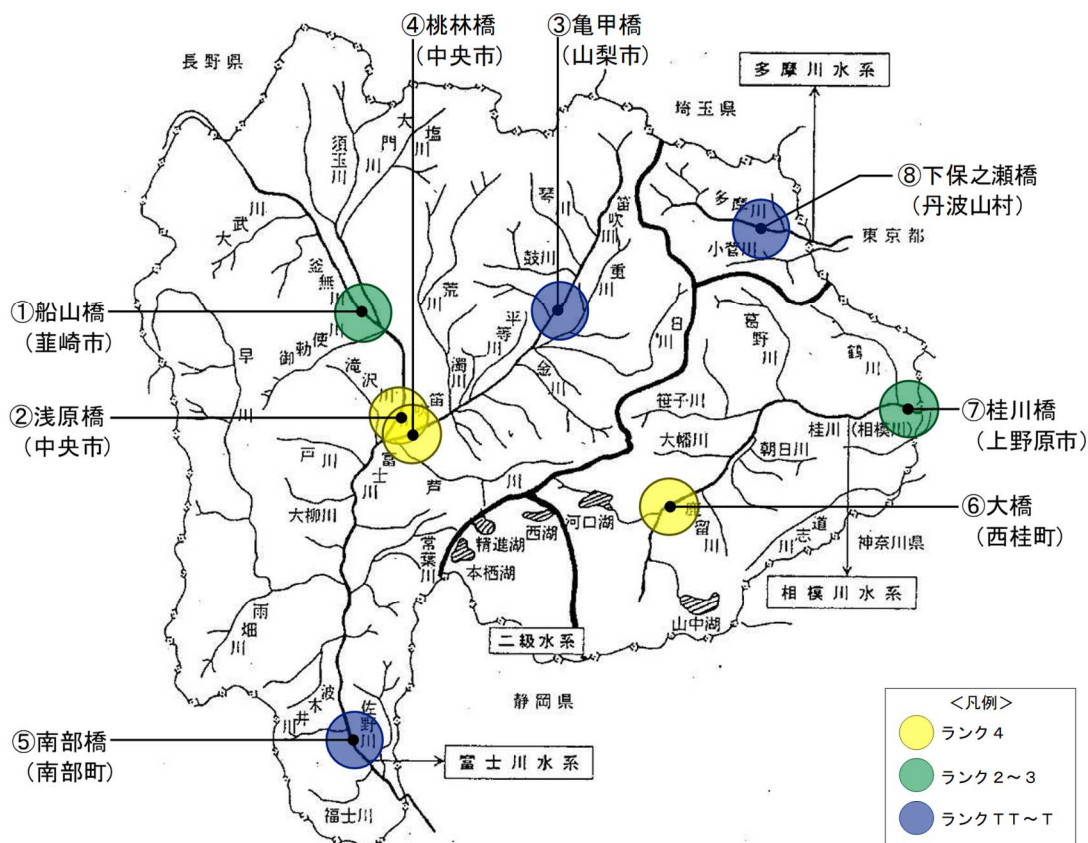 ④桃林橋
(中央市)
③亀甲橋
(山梨市)
長野県
多摩川水系
埼玉県
⑧下保之瀬橋
(丹波山村)
東京都
多摩川
小菅川
大門川
塩川
須玉川
琴川
笛吹川
重川
鼓川
大武川
釜無川
荒川
①船山橋
(韮崎市)
御勅使川
平等川
日川
葛野川
鶴川
早川
滝沢川
濁川
金川
②浅原橋
(中央市)
笛吹
笹子川
桂川(相模川)
⑦桂川橋
(上野原市)
大幡川
朝日川
戸川
富士川
芦川
大柳川
河口湖
鹿留川
⑥大橋
(西桂町)
西湖
精進湖
道志川
神奈川県
常葉川
本栖湖
相模川水系
山中湖
雨畑川
二級水系
静岡県
波木井川
佐野川
⑤南部橋
(南部町)
富士川水系
福士川
<凡例>
ランク4
ランク2~3
ランクTT~T